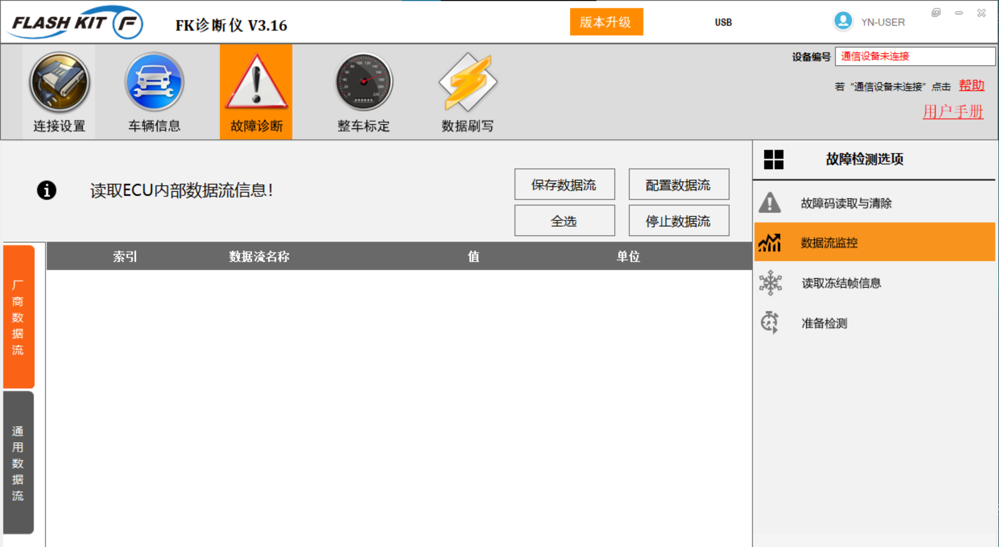 FLASH KIT F
FK诊断仪 V3.16
版本升级
USB
YN-USER
设备编号 通信设备未连接
若“通信设备未连接”点击 帮助
用户手册
连接设置
车辆信息
故障诊断
整车标定
数据刷写
读取ECU内部数据流信息!
保存数据流
配置数据流
全选
停止数据流
索引 数据流名称 值 单位
厂商数据流
通用数据流
故障检测选项
故障码读取与清除
数据流监控
读取冻结帧信息
准备检测